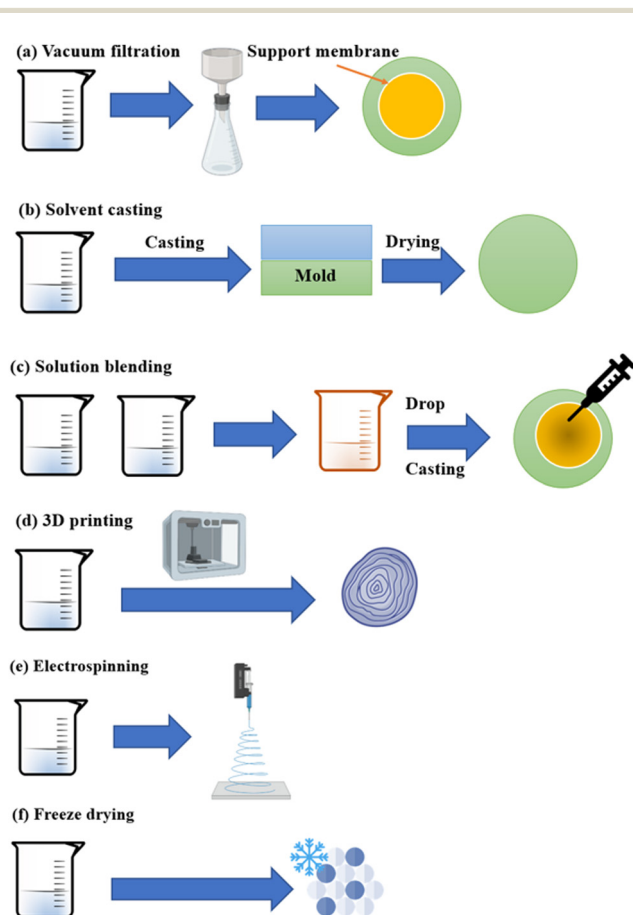 (a) Vacuum filtration
Support membrane
(b) Solvent casting
Casting
Mold
Drying
(c) Solution blending
Drop
Casting
(d) 3D printing
(e) Electrospinning
(f) Freeze drying